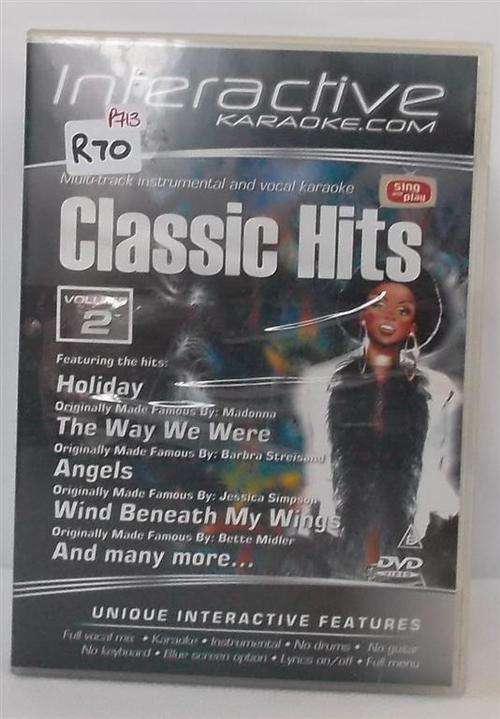 Interactive
KARAOKE.COM
P713
R70
Multi-track instrumental and vocal karaoke
sing
and play
Classic Hits
VOLUME
2
Featuring the hits:
Holiday
Originally Made Famous By: Madonna
The Way We Were
Originally Made Famous By: Barbra Streisand
Angels
Originally Made Famous By: Jessica Simpson
Wind Beneath My Wings
Originally Made Famous By: Bette Midler
And many more...
E
DVD
VIDEO
UNIQUE INTERACTIVE FEATURES
Full vocal mix • Karaoke • Instrumental • No drums • No guitar
No keyboard • Blue screen option • Lyrics on/off • Full menu